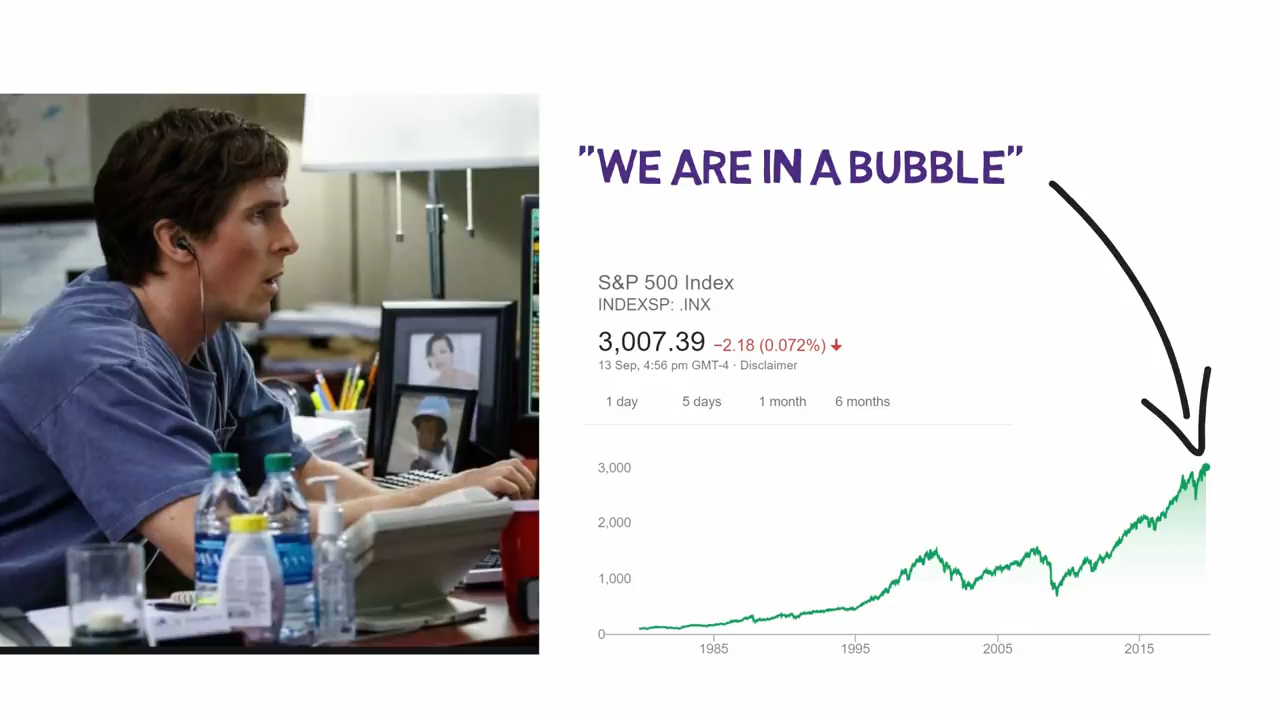 "WE ARE IN A BUBBLE"
S&P 500 Index
INDEXSP: .INX
3,007.39 −2.18 (0.072%)
13 Sep, 4:56 pm GMT-4 · Disclaimer
1 day 5 days 1 month 6 months
3,000
2,000
1,000
0
1985 1995 2005 2015